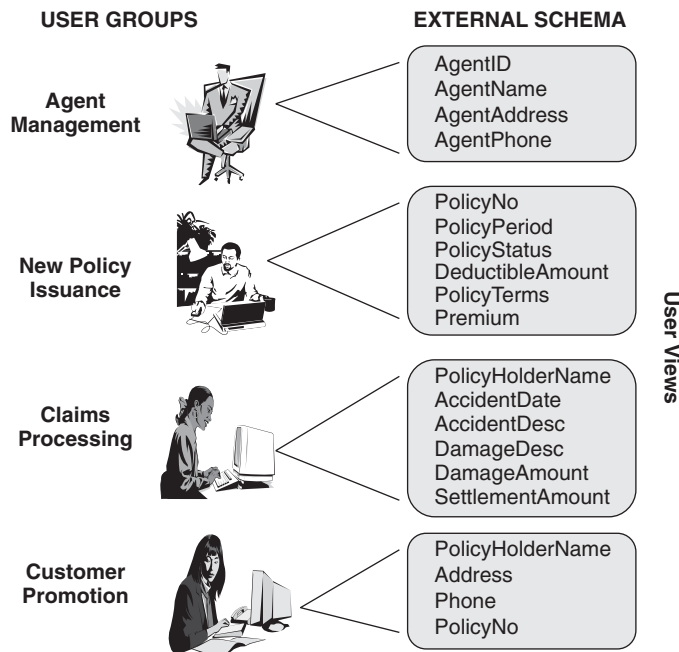 USER GROUPS
EXTERNAL SCHEMA
Agent
Management
AgentID
AgentName
AgentAddress
AgentPhone
New Policy
Issuance
PolicyNo
PolicyPeriod
PolicyStatus
DeductibleAmount
PolicyTerms
Premium
Claims
Processing
PolicyHolderName
AccidentDate
AccidentDesc
DamageDesc
DamageAmount
SettlementAmount
Customer
Promotion
PolicyHolderName
Address
Phone
PolicyNo
User Views